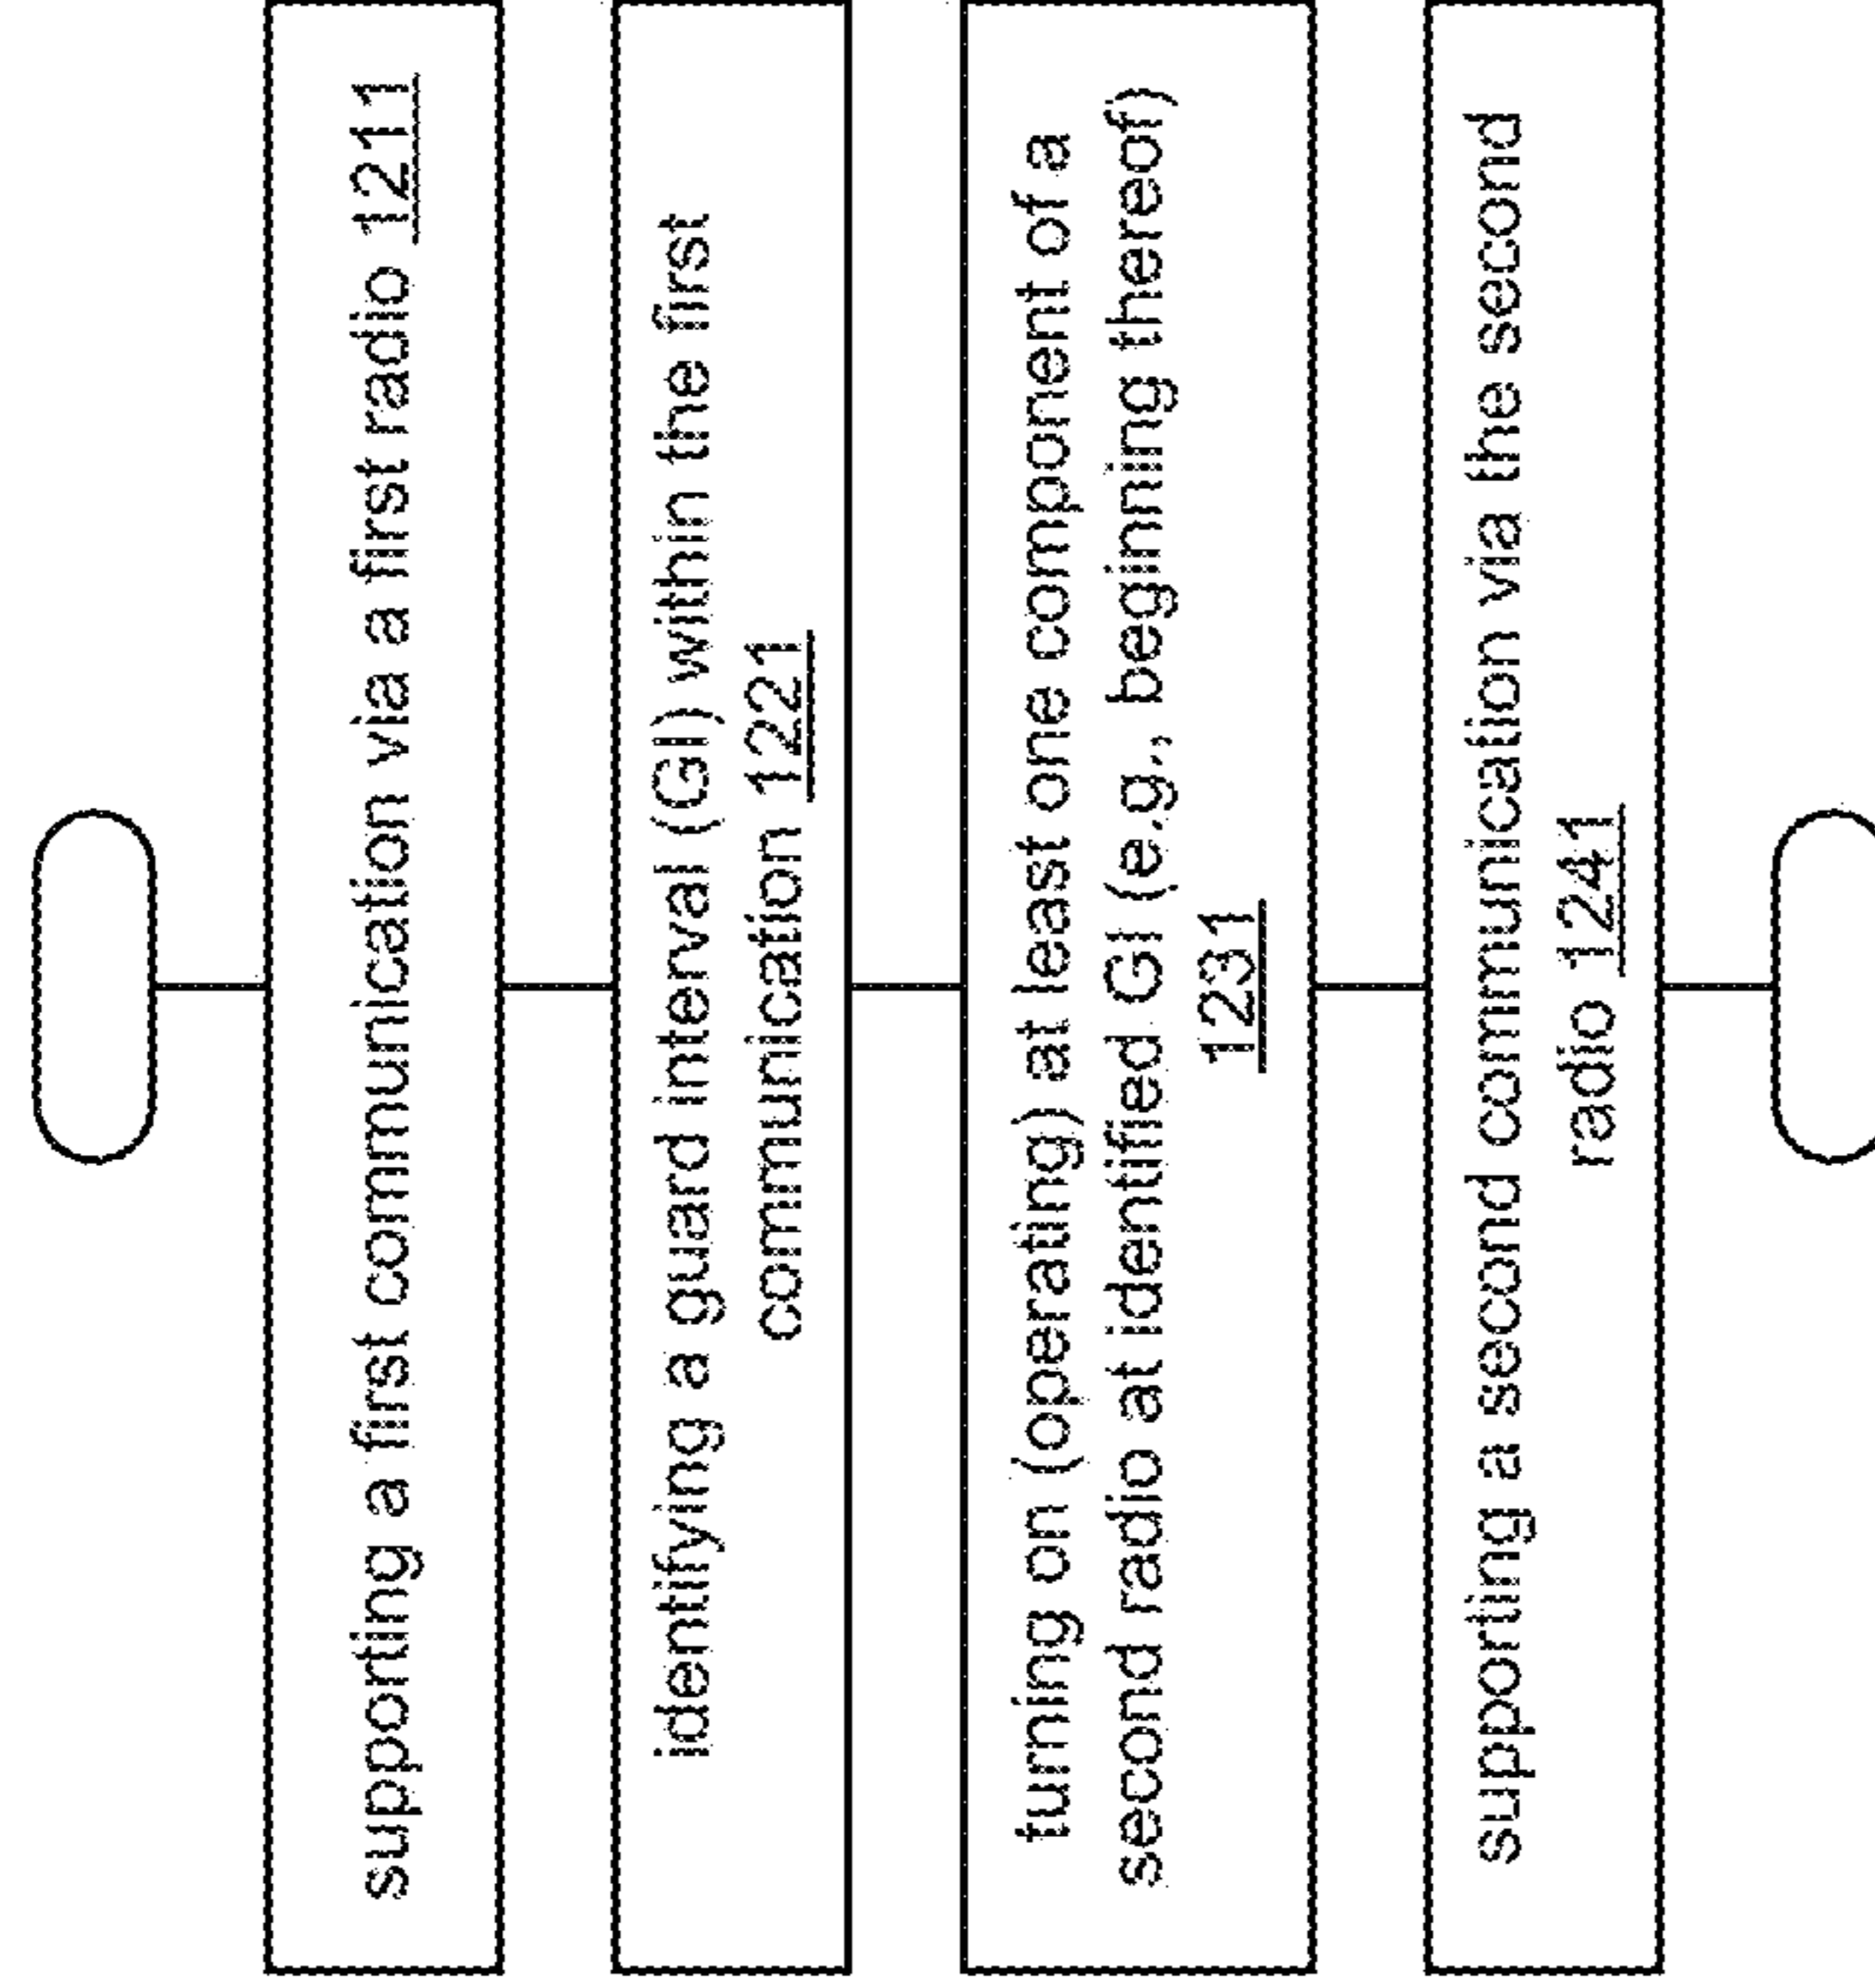 supporting a first communication via a first radio 1211
identifying a guard interval (GI) within the first
communication 1221
turning on (operating) at least one component of a
second radio at identified GI (e.g., beginning thereof)
1231
supporting a second communication via the second
radio 1241